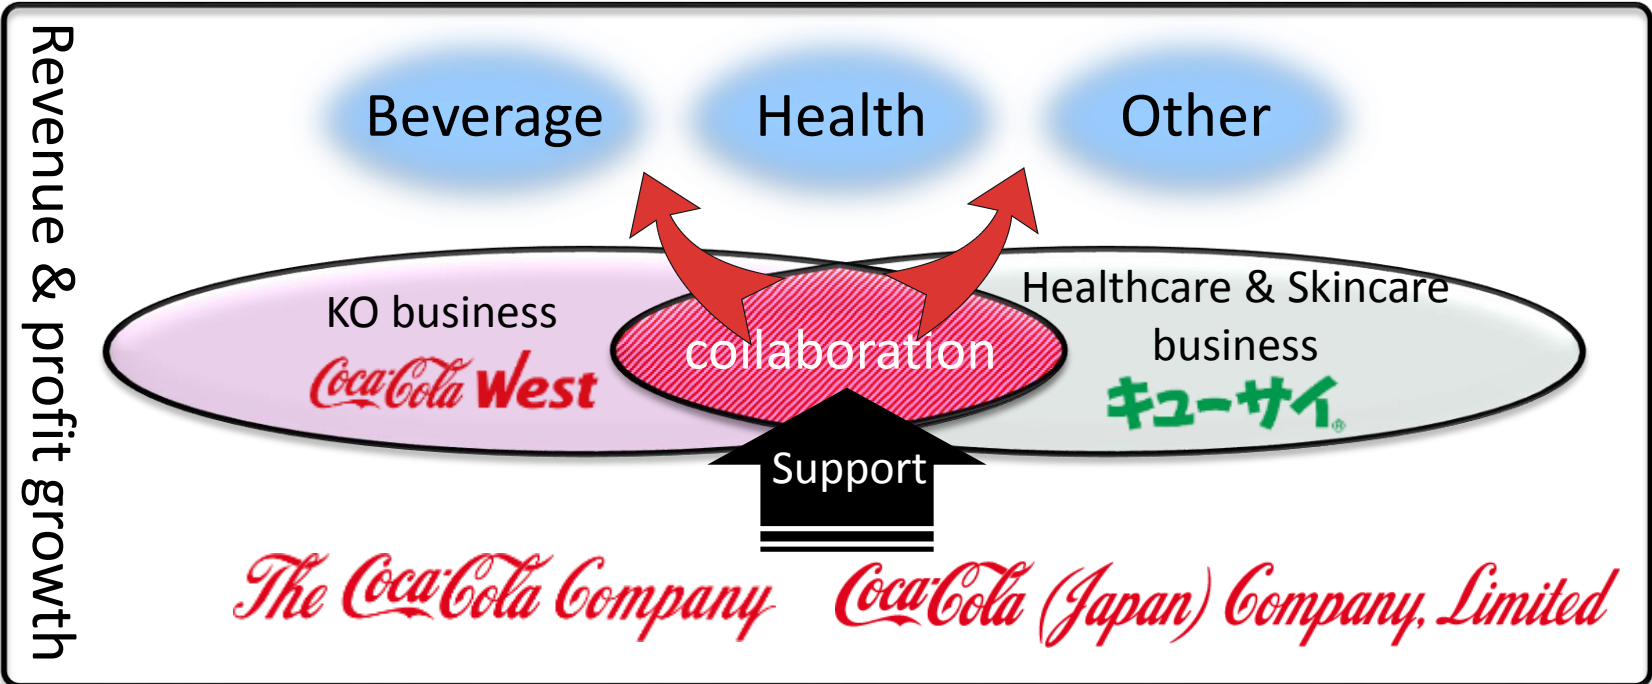 Revenue & profit growth
Beverage
Health
Other
KO business
Coca-Cola West
collaboration
Healthcare & Skincare
business
キューサイ®
Support
The Coca-Cola Company
Coca-Cola (Japan) Company, Limited